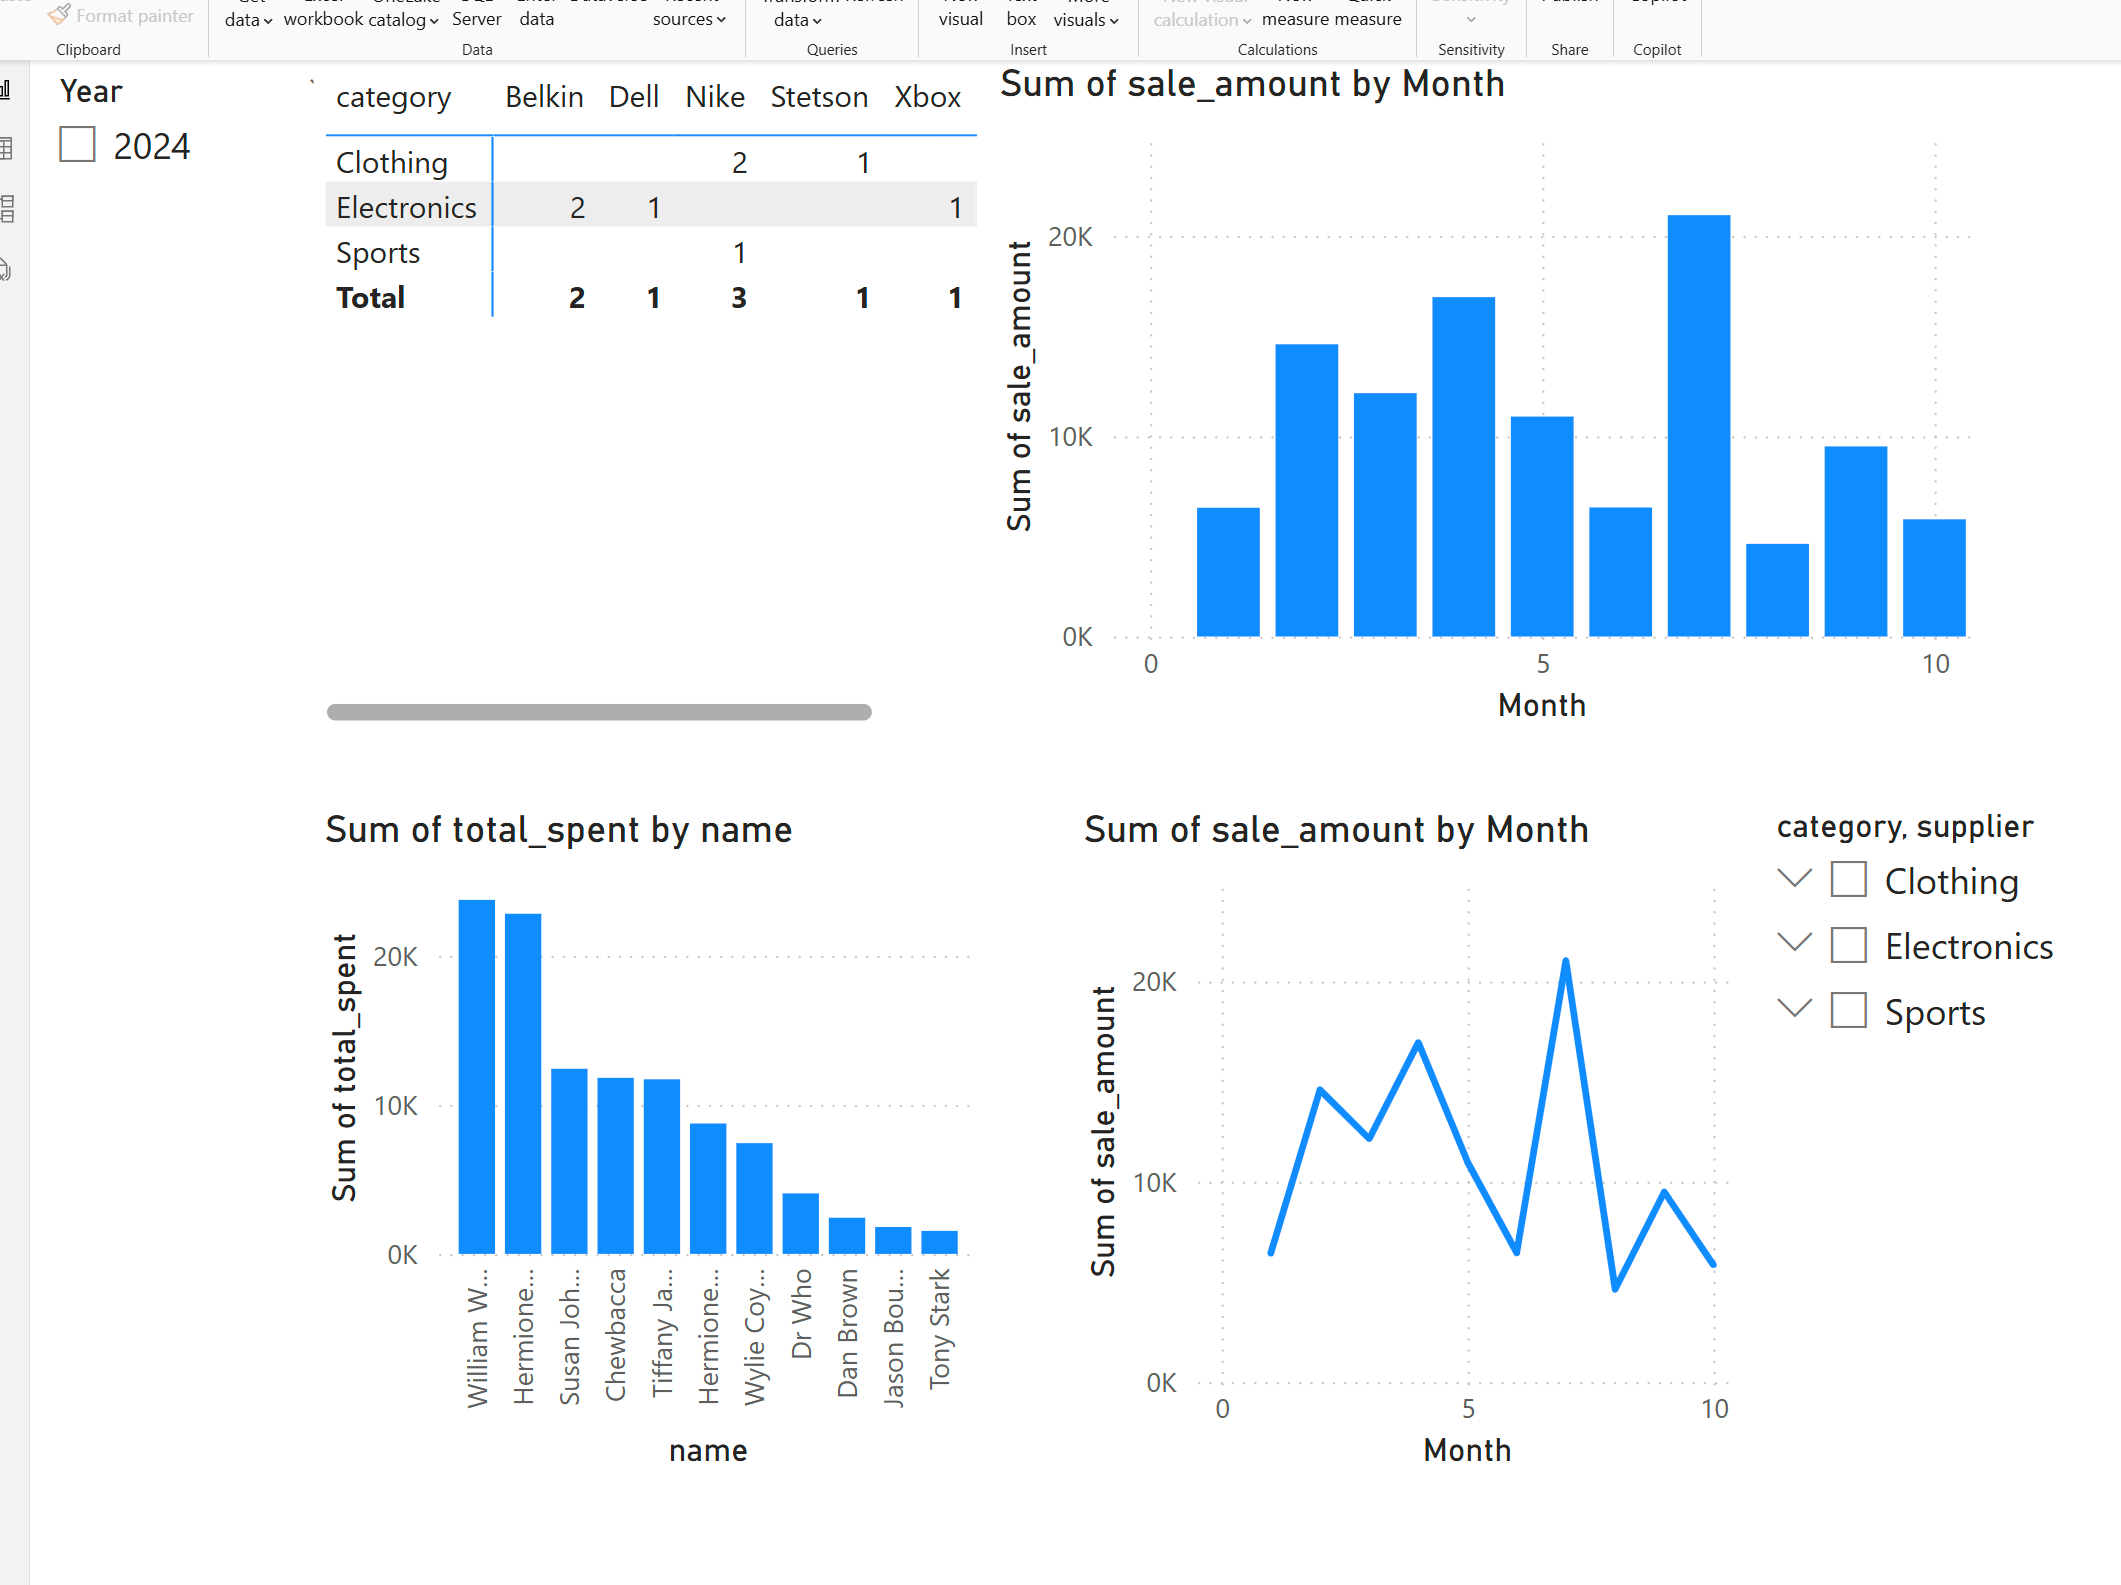 Format painter
Clipboard
data
workbook catalog
Server
data
sources
Data
data
Queries
visual
box
visuals
Insert
calculation
measure measure
Calculations
Sensitivity
Share
Copilot
Year
2024
category Belkin Dell Nike Stetson Xbox
Clothing 2 1
Electronics 2 1 1
Sports 1
Total 2 1 3 1 1
Sum of sale_amount by Month
Sum of sale_amount
20K
10K
0K
0 5 10
Month
Sum of total_spent by name
Sum of total_spent
20K
10K
0K
William W...
Hermione...
Susan Joh...
Chewbacca
Tiffany Ja...
Hermione...
Wylie Coy...
Dr Who
Dan Brown
Jason Bou...
Tony Stark
name
Sum of sale_amount by Month
Sum of sale_amount
20K
10K
0K
0 5 10
Month
category, supplier
Clothing
Electronics
Sports